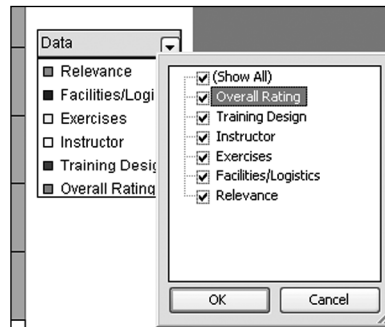 Data
Relevance
Facilities/Logi
Exercises
Instructor
Training Desig
Overall Rating
(Show All)
Overall Rating
Training Design
Instructor
Exercises
Facilities/Logistics
Relevance
OK
Cancel